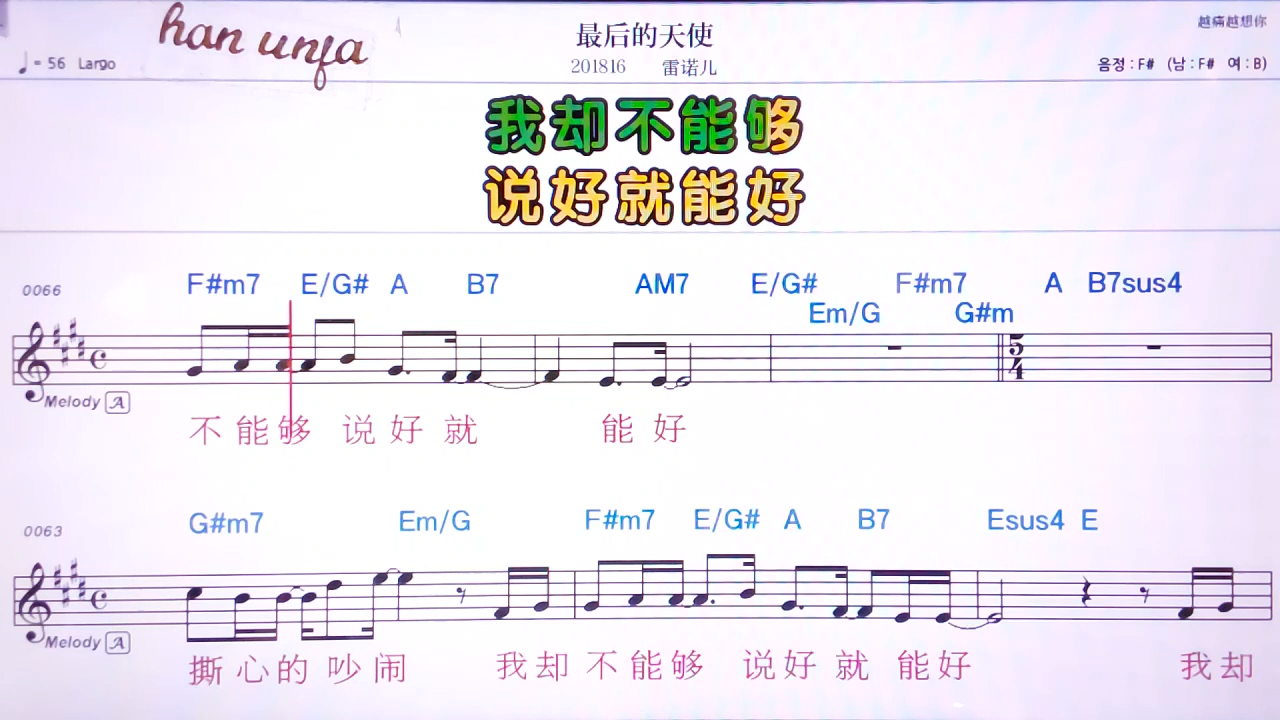 han unfa
最后的天使
越痛越想你
♩= 56 Largo
201816 雷诺儿
음정 : F# (남 : F# 여 : B)
我却不能够
说好就能好
F#m7 E/G# A B7 AM7 E/G# F#m7 A B7sus4
0066
Em/G G#m
5
4
Melody A
不能够 说好就 能好
G#m7 Em/G F#m7 E/G# A B7 Esus4 E
0063
Melody A
撕心的吵闹 我却不能够 说好就能好 我却